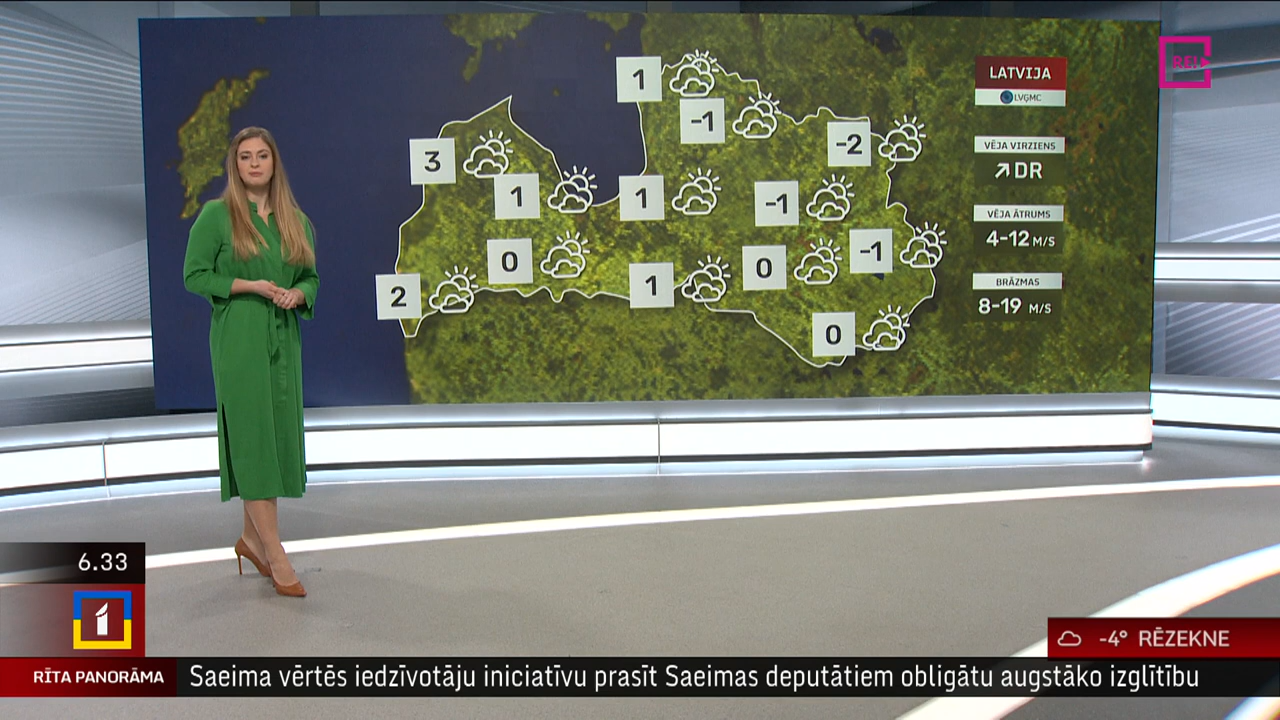 RE!
LATVIJA
LVĢMC
VĒJA VIRZIENS
DR
VĒJA ĀTRUMS
4-12 M/S
BRĀZMAS
8-19 M/S
1
-1
-2
3
1
1
-1
0
-1
0
2
1
0
6.33
1
-4° RĒZEKNE
RĪTA PANORĀMA
Saeima vērtēs iedzīvotāju iniciatīvu prasīt Saeimas deputātiem obligātu augstāko izglītību